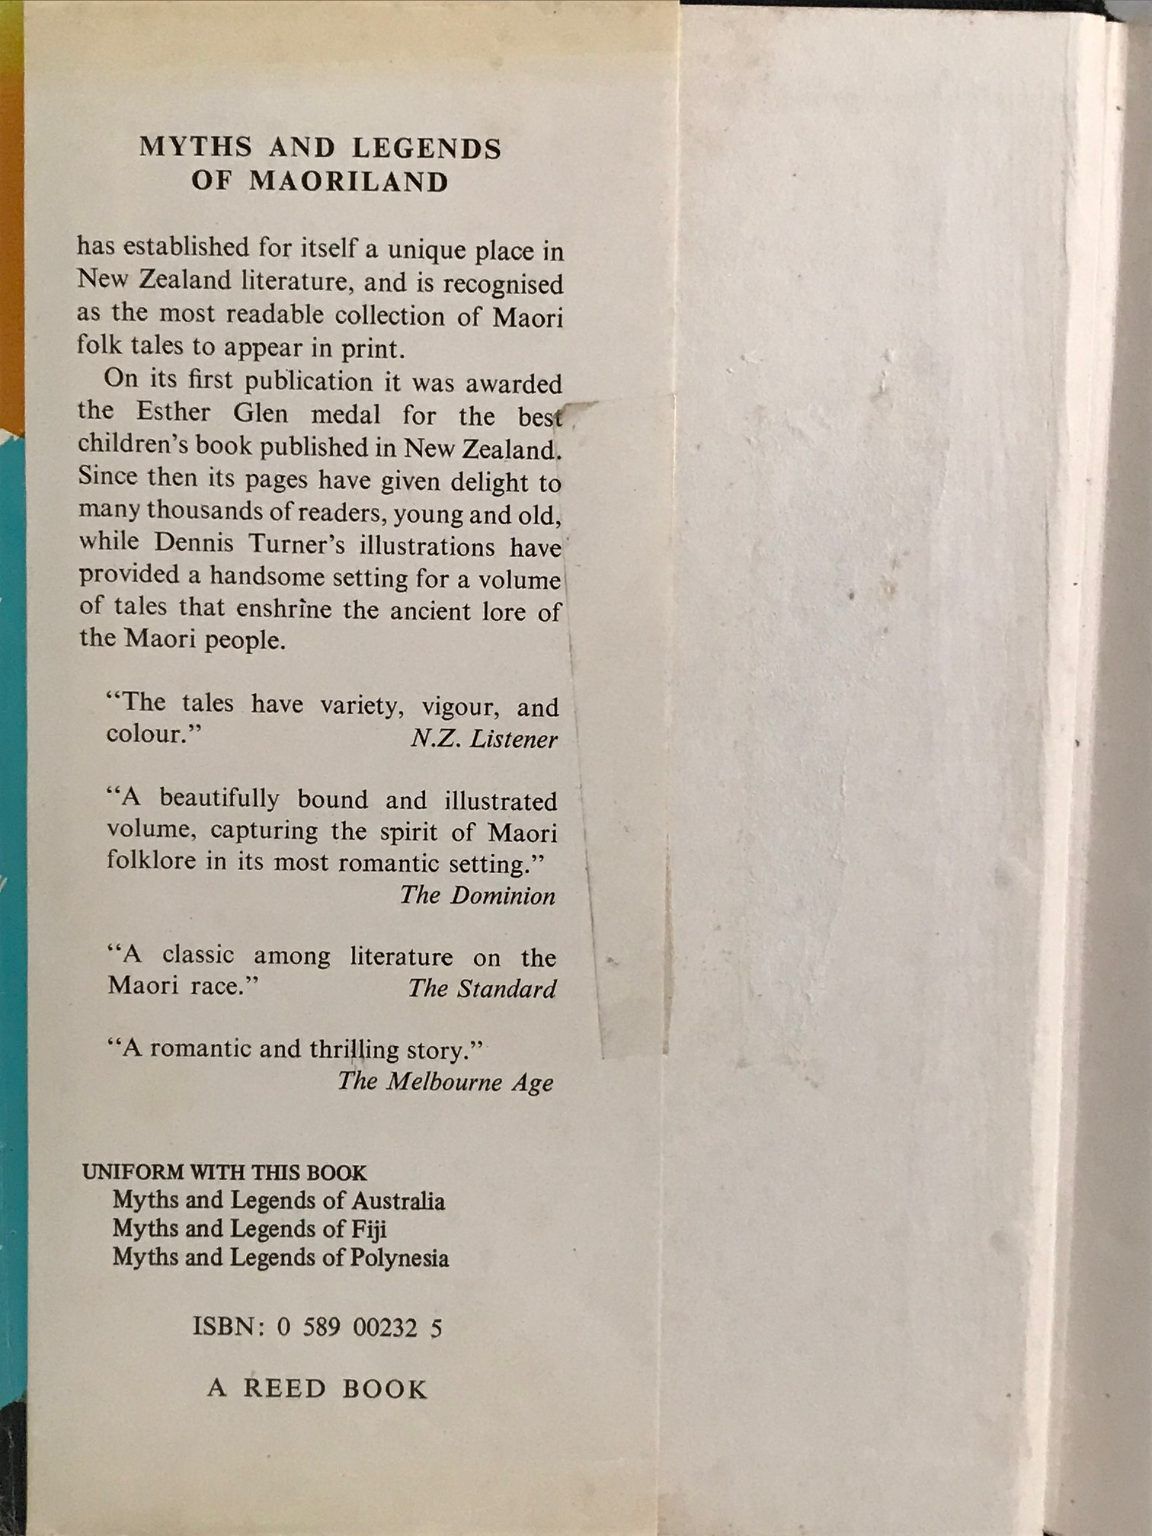 MYTHS AND LEGENDS
OF MAORILAND
has established for itself a unique place in
New Zealand literature, and is recognised
as the most readable collection of Maori
folk tales to appear in print.
On its first publication it was awarded
the Esther Glen medal for the best
children's book published in New Zealand.
Since then its pages have given delight to
many thousands of readers, young and old,
while Dennis Turner's illustrations have
provided a handsome setting for a volume
of tales that enshrine the ancient lore of
the Maori people.
“The tales have variety, vigour, and
colour.” N.Z. Listener
“A beautifully bound and illustrated
volume, capturing the spirit of Maori
folklore in its most romantic setting.”
The Dominion
“A classic among literature on the
Maori race.” The Standard
“A romantic and thrilling story.”
The Melbourne Age
UNIFORM WITH THIS BOOK
Myths and Legends of Australia
Myths and Legends of Fiji
Myths and Legends of Polynesia
ISBN: 0 589 00232 5
A REED BOOK